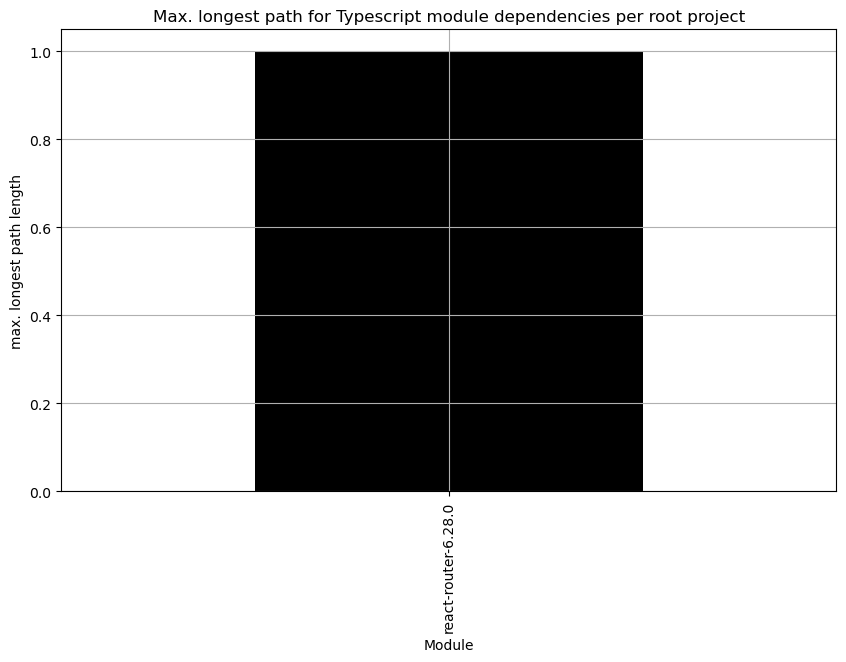 Max. longest path for Typescript module dependencies per root project
max. longest path length
1.0
0.8
0.6
0.4
0.2
0.0
react-router-6.28.0
Module